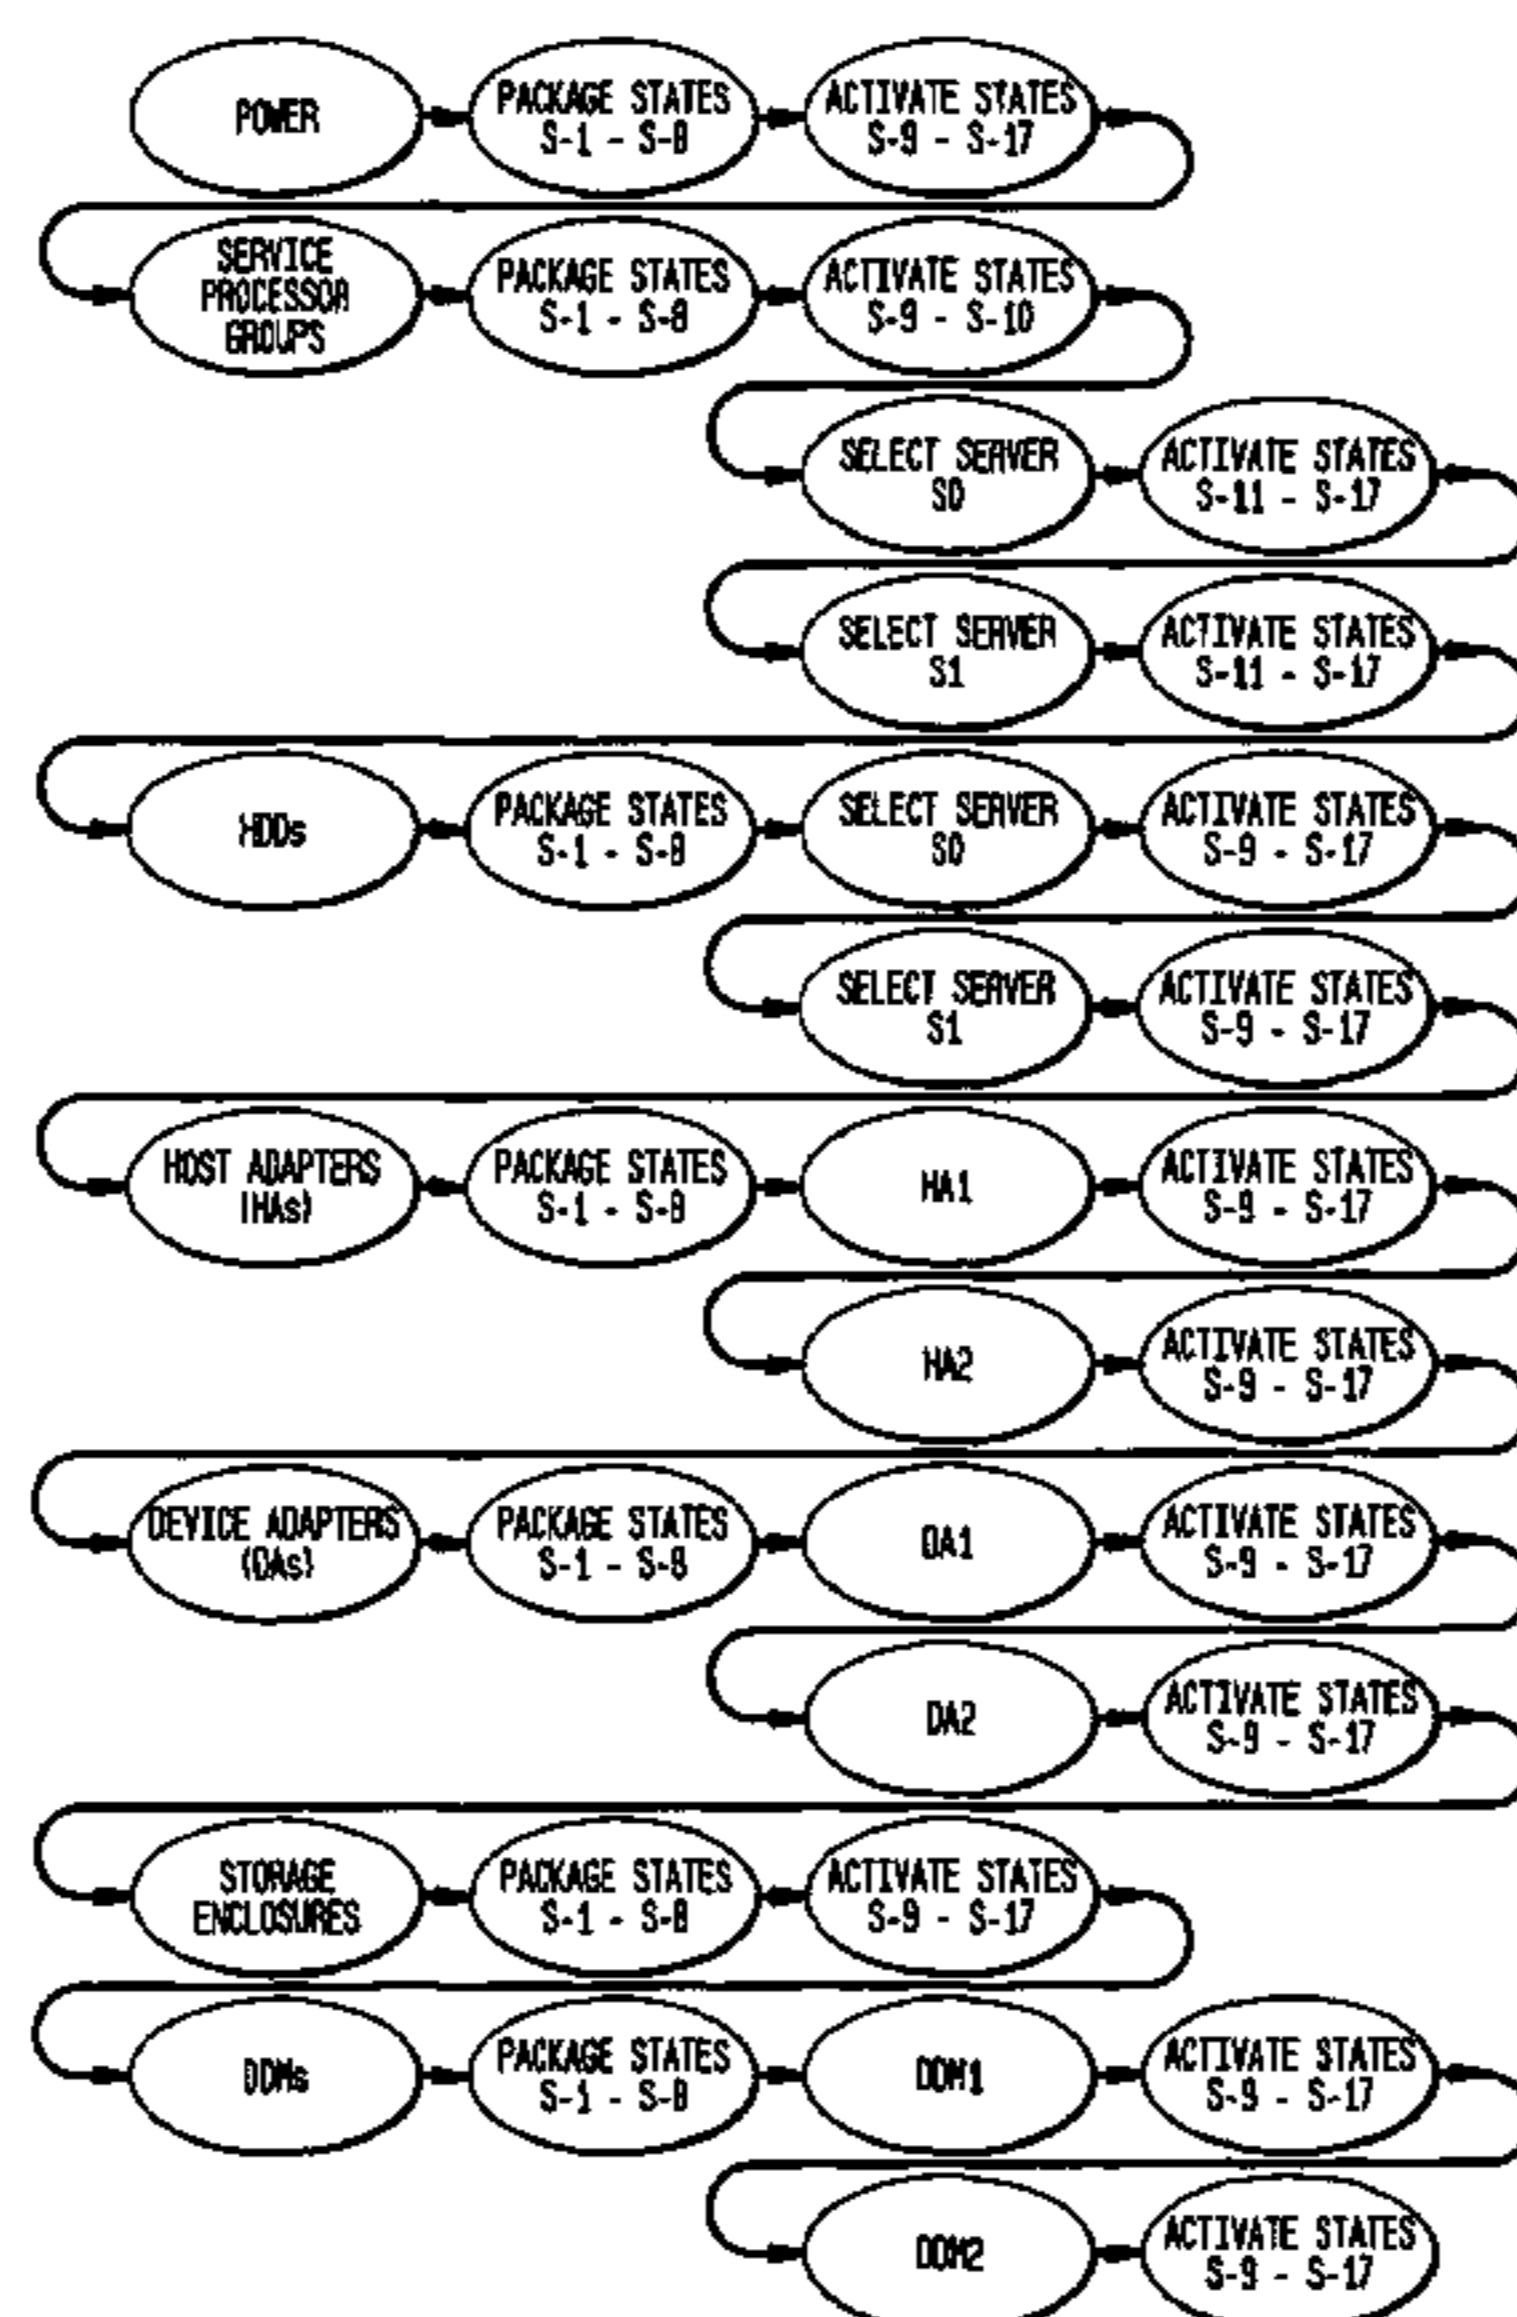 POWER
PACKAGE STATES
S-1 - S-8
ACTIVATE STATES
S-9 - S-17
SERVICE
PROCESSOR
GROUPS
PACKAGE STATES
S-1 - S-8
ACTIVATE STATES
S-9 - S-10
SELECT SERVER
S0
ACTIVATE STATES
S-11 - S-17
SELECT SERVER
S1
ACTIVATE STATES
S-11 - S-17
HDDs
PACKAGE STATES
S-1 - S-8
SELECT SERVER
S0
ACTIVATE STATES
S-9 - S-17
SELECT SERVER
S1
ACTIVATE STATES
S-9 - S-17
HOST ADAPTERS
(HAs)
PACKAGE STATES
S-1 - S-8
HA1
ACTIVATE STATES
S-9 - S-17
HA2
ACTIVATE STATES
S-9 - S-17
DEVICE ADAPTERS
(DAs)
PACKAGE STATES
S-1 - S-8
DA1
ACTIVATE STATES
S-9 - S-17
DA2
ACTIVATE STATES
S-9 - S-17
STORAGE
ENCLOSURES
PACKAGE STATES
S-1 - S-8
ACTIVATE STATES
S-9 - S-17
DDMs
PACKAGE STATES
S-1 - S-8
DDM1
ACTIVATE STATES
S-9 - S-17
DDM2
ACTIVATE STATES
S-9 - S-17